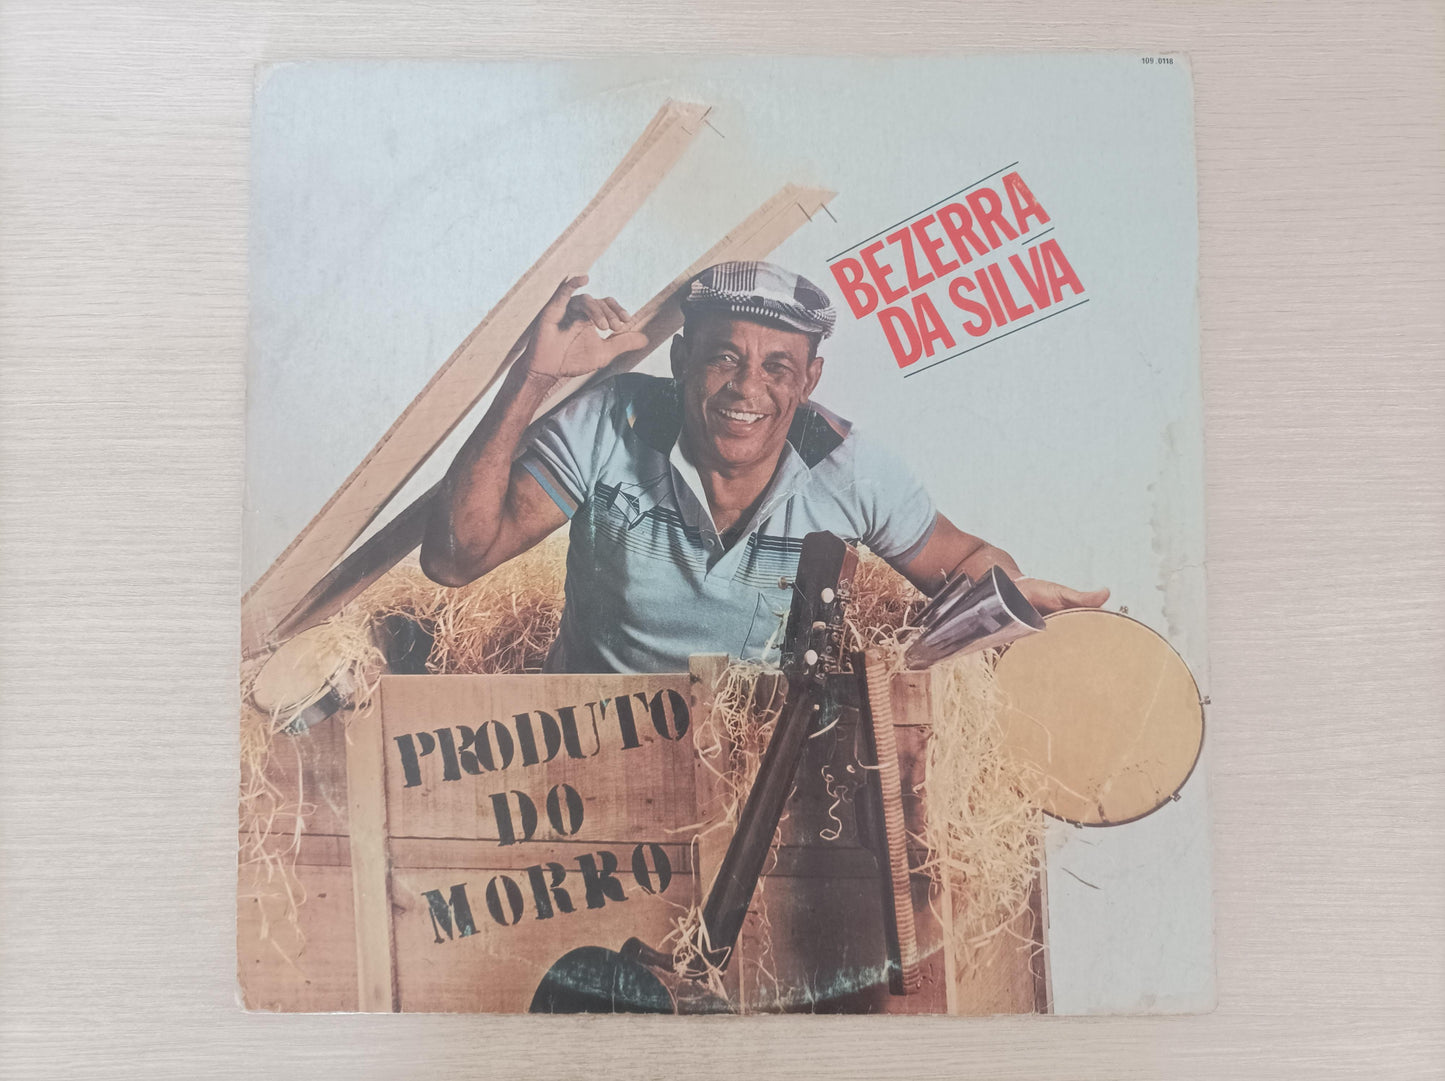 109.0118
BEZERRA
DA SILVA
PRODUTO
DO
MORRO